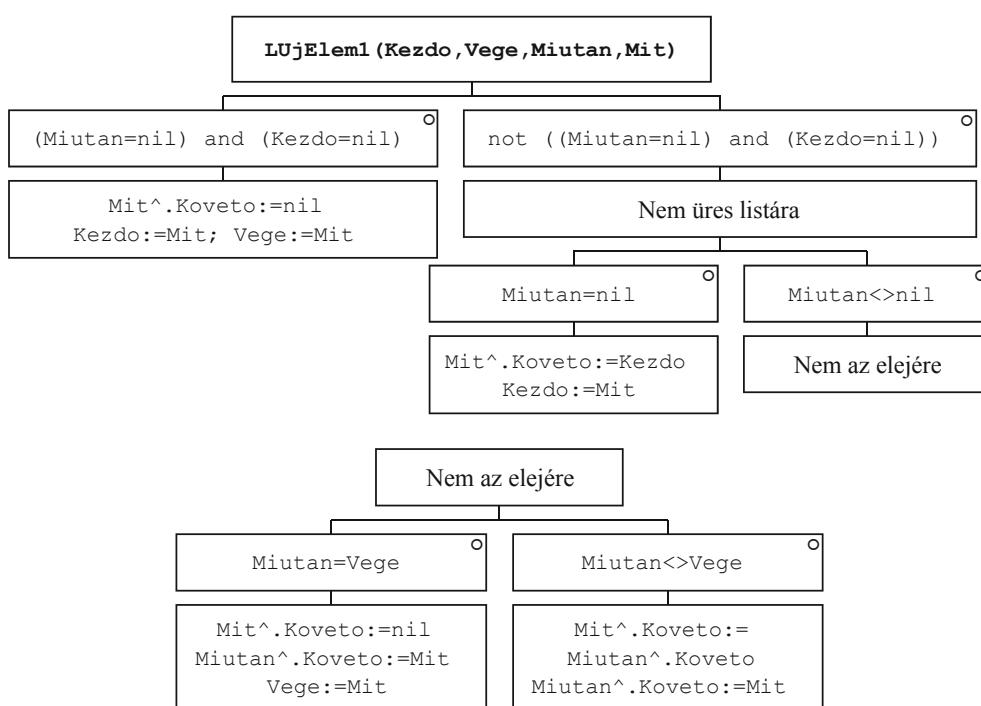 LUjElem1(Kezdo,Vege,Miutan,Mit)
(Miutan=nil) and (Kezdo=nil)
not ((Miutan=nil) and (Kezdo=nil))
Mit^.Koveto:=nil
Kezdo:=Mit; Vege:=Mit
Nem üres listára
Miutan=nil
Miutan<>nil
Mit^.Koveto:=Kezdo
Kezdo:=Mit
Nem az elejére
Nem az elejére
Miutan=Vege
Miutan<>Vege
Mit^.Koveto:=nil
Miutan^.Koveto:=Mit
Vege:=Mit
Mit^.Koveto:=
Miutan^.Koveto
Miutan^.Koveto:=Mit